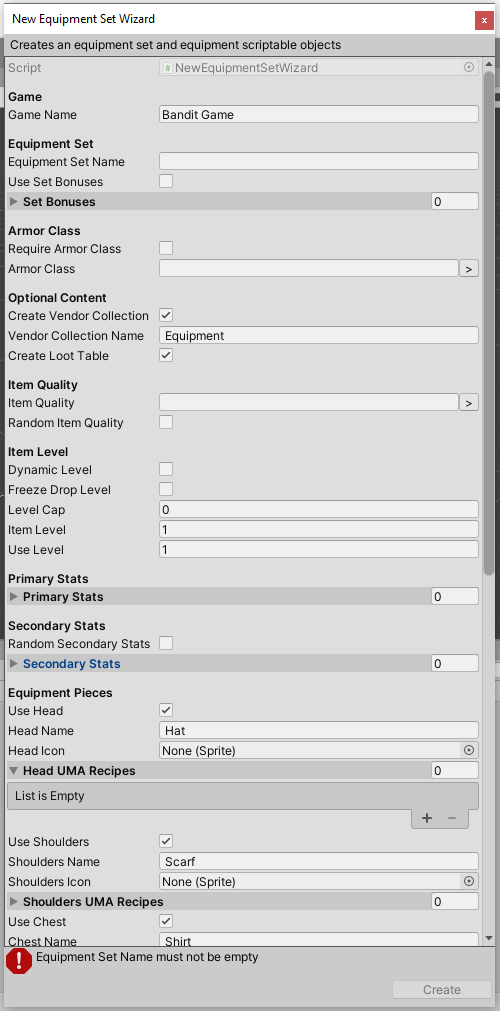 New Equipment Set Wizard x
Creates an equipment set and equipment scriptable objects
Script # NewEquipmentSetWizard
Game
Game Name Bandit Game
Equipment Set
Equipment Set Name
Use Set Bonuses
Set Bonuses 0
Armor Class
Require Armor Class
Armor Class >
Optional Content
Create Vendor Collection
Vendor Collection Name Equipment
Create Loot Table
Item Quality
Item Quality >
Random Item Quality
Item Level
Dynamic Level
Freeze Drop Level
Level Cap 0
Item Level 1
Use Level 1
Primary Stats
Primary Stats 0
Secondary Stats
Random Secondary Stats
Secondary Stats 0
Equipment Pieces
Use Head
Head Name Hat
Head Icon None (Sprite)
Head UMA Recipes 0
List is Empty
+ −
Use Shoulders
Shoulders Name Scarf
Shoulders Icon None (Sprite)
Shoulders UMA Recipes 0
Use Chest
Chest Name Shirt
! Equipment Set Name must not be empty
Create